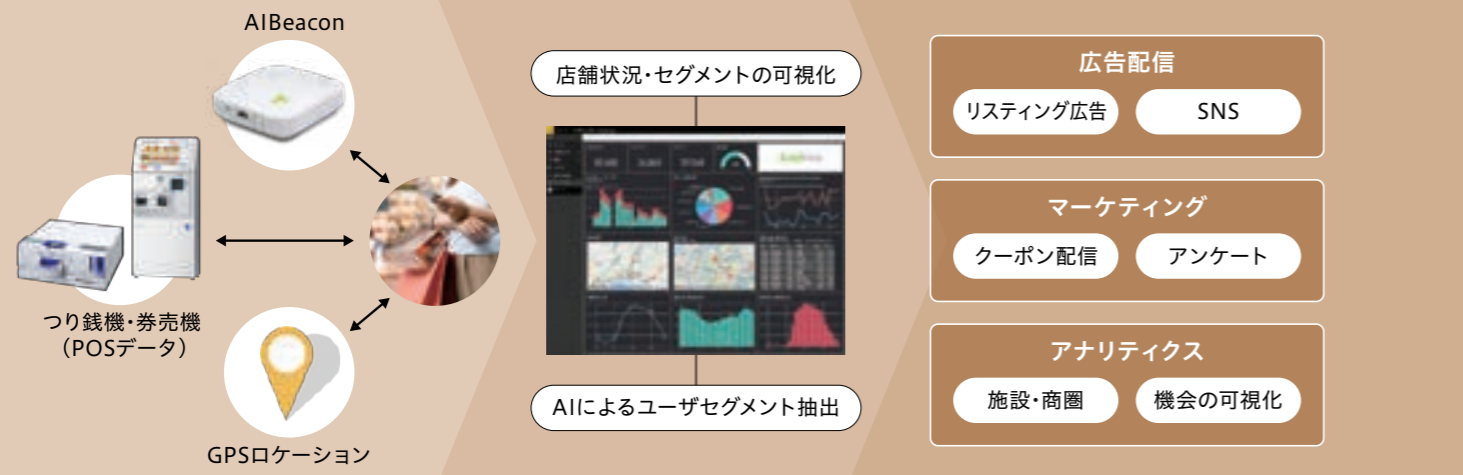 AIBeacon
つり銭機・券売機
（POSデータ）
GPSロケーション
店舗状況・セグメントの可視化
AIによるユーザセグメント抽出
広告配信
リスティング広告
SNS
マーケティング
クーポン配信
アンケート
アナリティクス
施設・商圏
機会の可視化